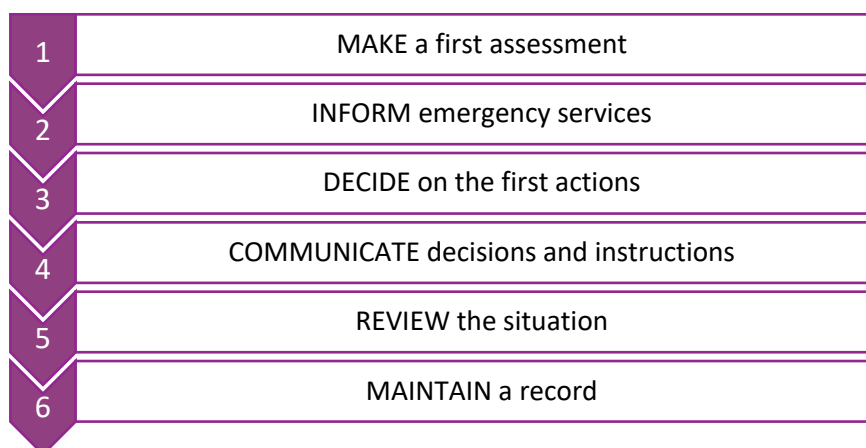 1 MAKE a first assessment
2 INFORM emergency services
3 DECIDE on the first actions
4 COMMUNICATE decisions and instructions
5 REVIEW the situation
6 MAINTAIN a record